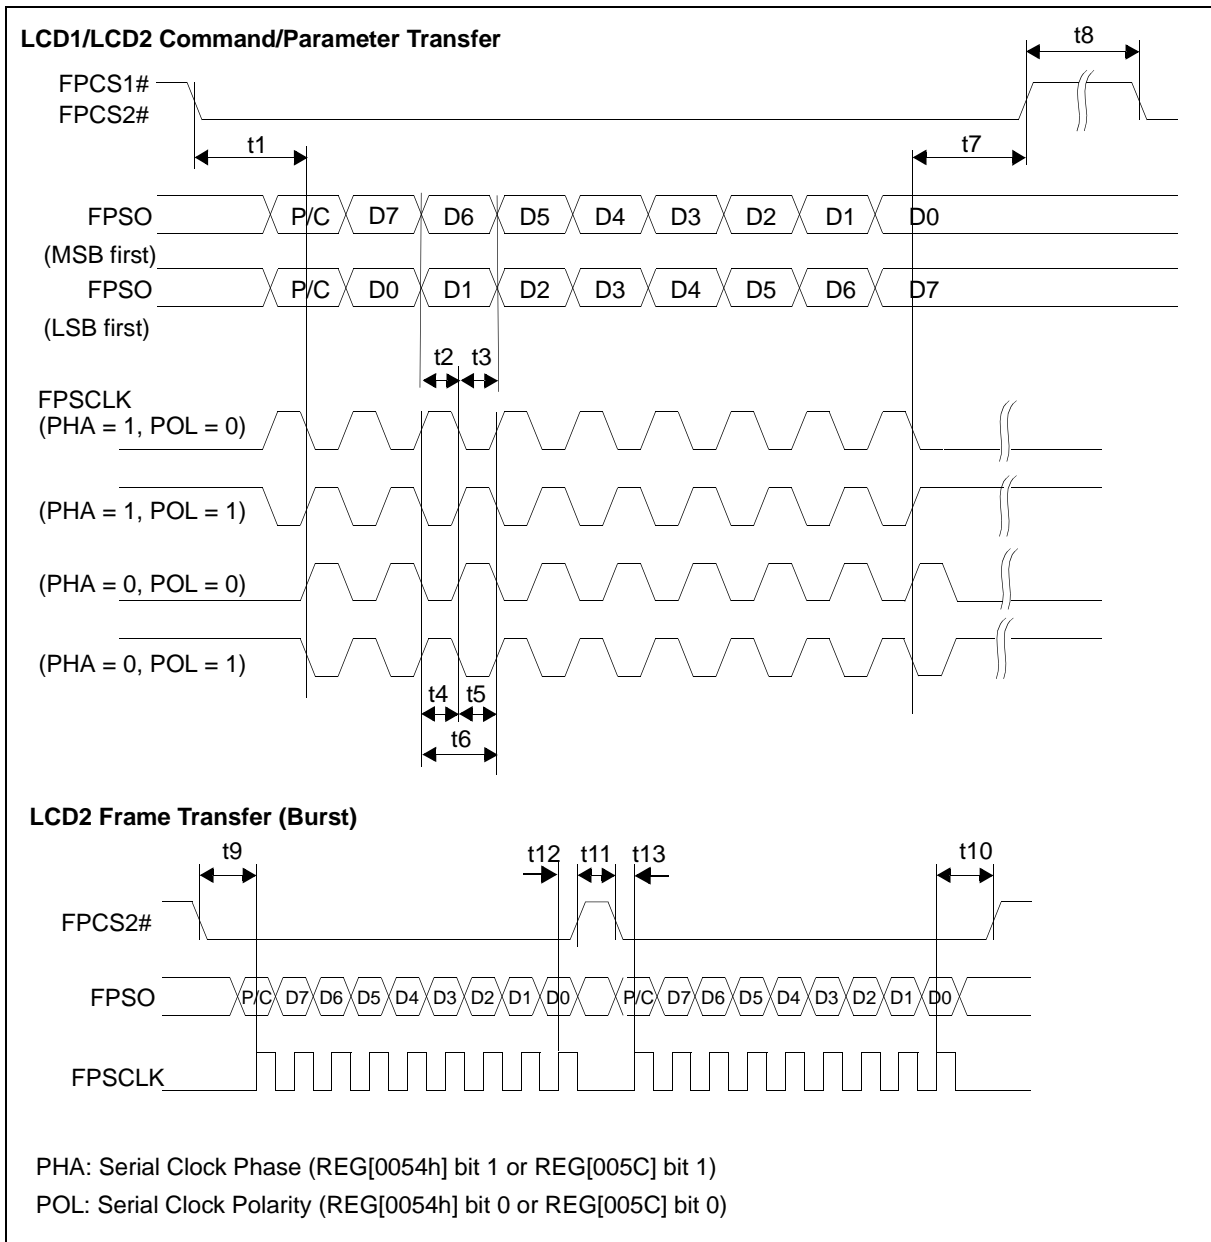 LCD1/LCD2 Command/Parameter Transfer
t8
FPCS1#
FPCS2#
t1
t7
FPSO P/C D7 D6 D5 D4 D3 D2 D1 D0
(MSB first)
FPSO P/C D0 D1 D2 D3 D4 D5 D6 D7
(LSB first)
t2 t3
FPSCLK
(PHA = 1, POL = 0)
(PHA = 1, POL = 1)
(PHA = 0, POL = 0)
(PHA = 0, POL = 1)
t4 t5
t6
LCD2 Frame Transfer (Burst)
t9 t12 t11 t13 t10
FPCS2#
FPSO P/C D7 D6 D5 D4 D3 D2 D1 D0 P/C D7 D6 D5 D4 D3 D2 D1 D0
FPSCLK
PHA: Serial Clock Phase (REG[0054h] bit 1 or REG[005C] bit 1)
POL: Serial Clock Polarity (REG[0054h] bit 0 or REG[005C] bit 0)